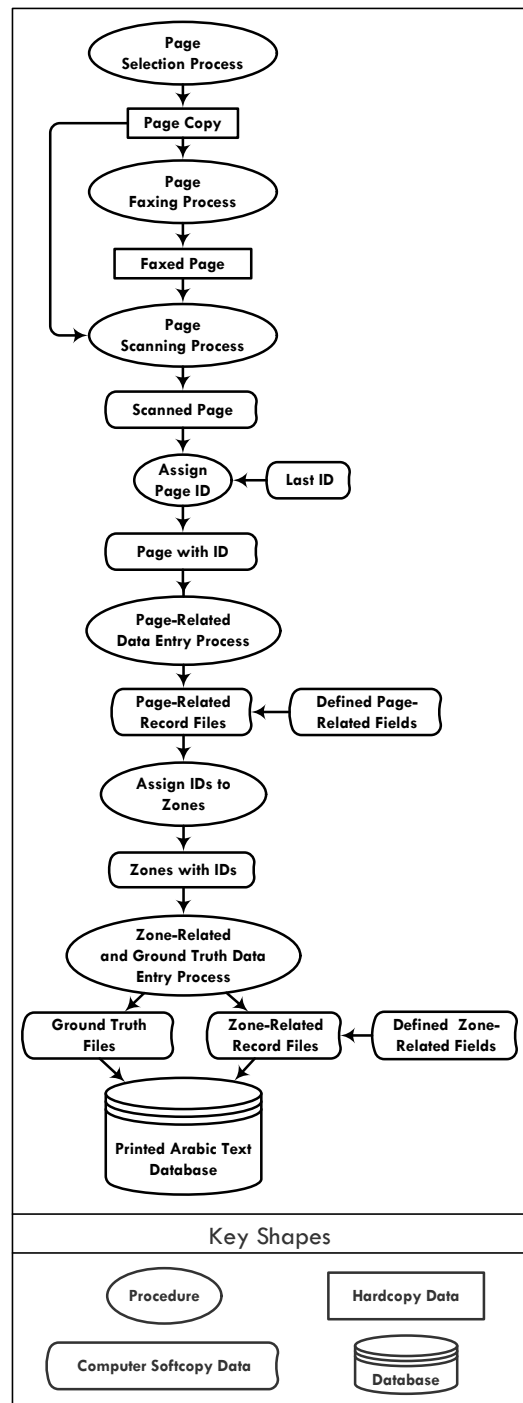 Page
Selection Process
Page Copy
Page
Faxing Process
Faxed Page
Page
Scanning Process
Scanned Page
Assign
Page ID
Last ID
Page with ID
Page-Related
Data Entry Process
Page-Related
Record Files
Defined Page-
Related Fields
Assign IDs to
Zones
Zones with IDs
Zone-Related
and Ground Truth Data
Entry Process
Ground Truth
Files
Zone-Related
Record Files
Defined Zone-
Related Fields
Printed Arabic Text
Database
Key Shapes
Procedure
Hardcopy Data
Computer Softcopy Data
Database